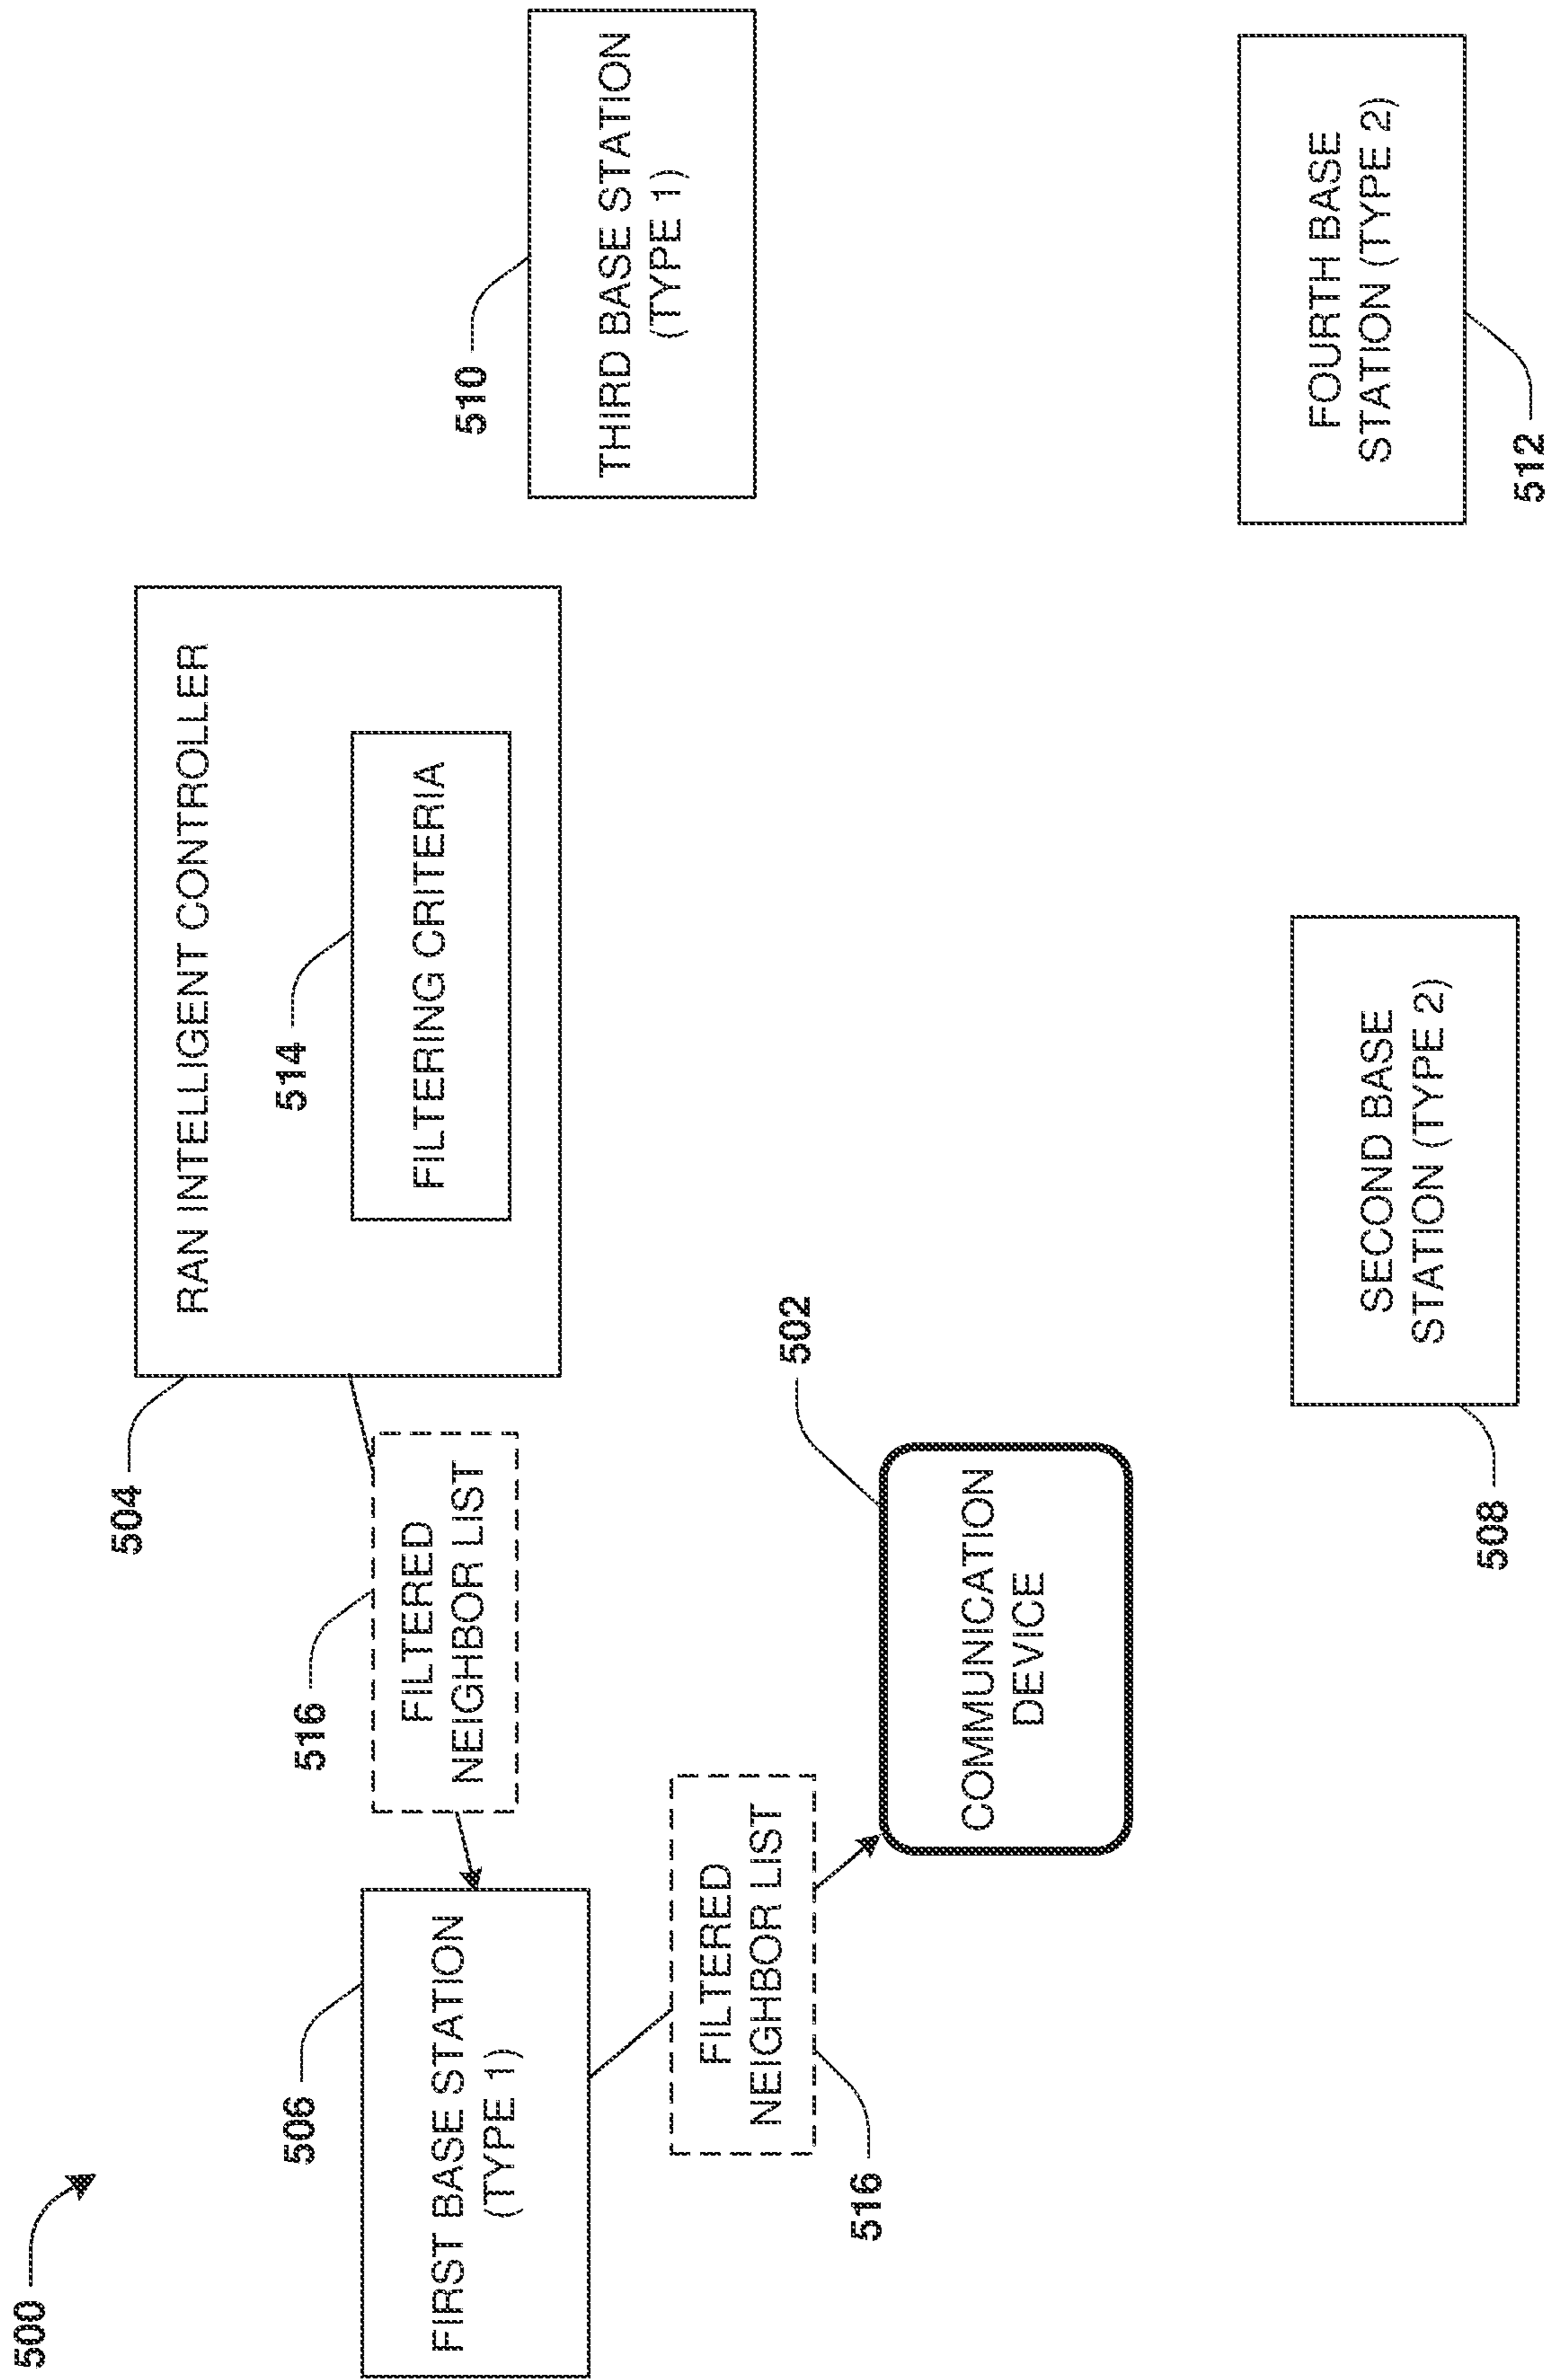 500
504
RAN INTELLIGENT CONTROLLER
514
FILTERING CRITERIA
506
FIRST BASE STATION
(TYPE 1)
516
FILTERED
NEIGHBOR LIST
510
THIRD BASE STATION
(TYPE 1)
FILTERED
NEIGHBOR LIST
516
502
COMMUNICATION
DEVICE
SECOND BASE
STATION (TYPE 2)
508
FOURTH BASE
STATION (TYPE 2)
512